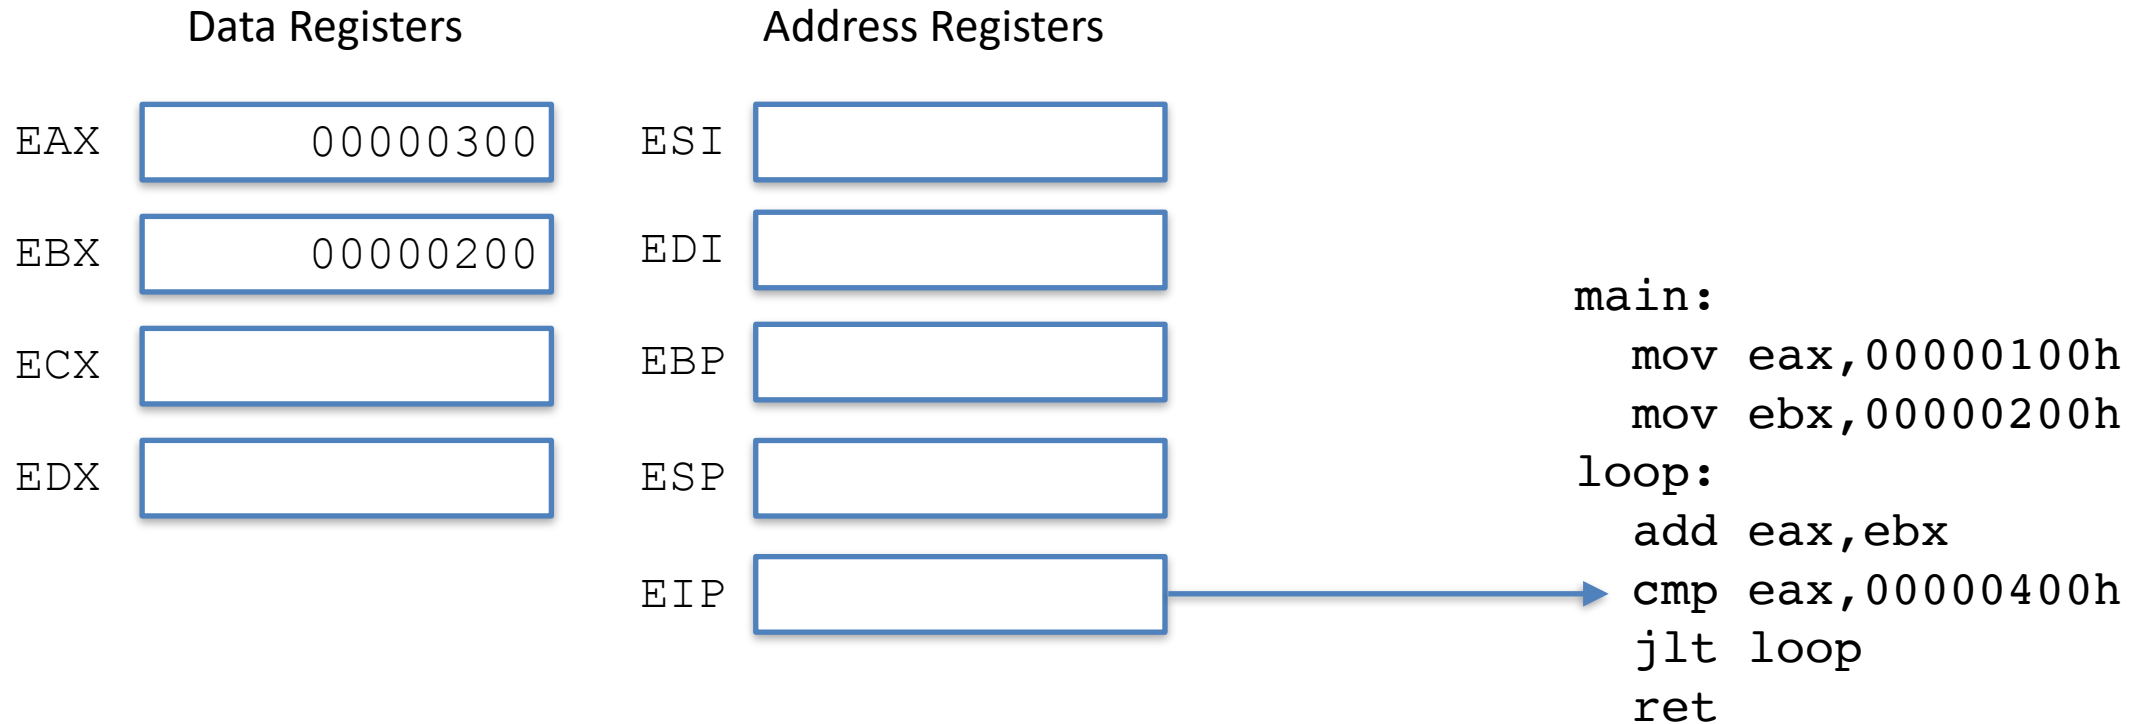 Data Registers
Address Registers
EAX 00000300
EBX 00000200
ECX
EDX
ESI
EDI
EBP
ESP
EIP
main:
mov eax,00000100h
mov ebx,00000200h
loop:
add eax,ebx
cmp eax,00000400h
jlt loop
ret